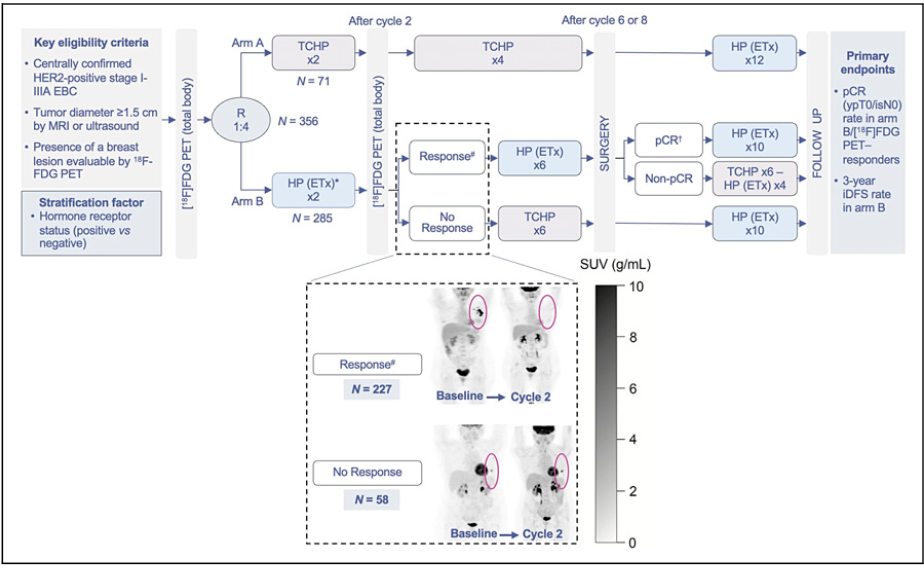 After cycle 2
After cycle 6 or 8
Key eligibility criteria
• Centrally confirmed
HER2-positive stage I-
IIIA EBC
• Tumor diameter ≥1.5 cm
by MRI or ultrasound
• Presence of a breast
lesion evaluable by ¹⁸F-
FDG PET
Stratification factor
• Hormone receptor
status (positive vs
negative)
[¹⁸F]FDG PET (total body)
R
1:4
N = 356
Arm A
TCHP
x2
N = 71
Arm B
HP (ETx)*
x2
N = 285
[¹⁸F]FDG PET (total body)
TCHP
x4
Response#
HP (ETx)
x6
No
Response
TCHP
x6
SURGERY
HP (ETx)
x12
pCR†
HP (ETx)
x10
Non-pCR
TCHP x6 –
HP (ETx) x4
HP (ETx)
x10
FOLLOW UP
Primary
endpoints
• pCR
(ypT0/isN0)
rate in arm
B/[¹⁸F]FDG
PET–
responders
• 3-year
iDFS rate
in arm B
Response#
N = 227
Baseline
Cycle 2
No Response
N = 58
Baseline
Cycle 2
SUV (g/mL)
10
8
6
4
2
0